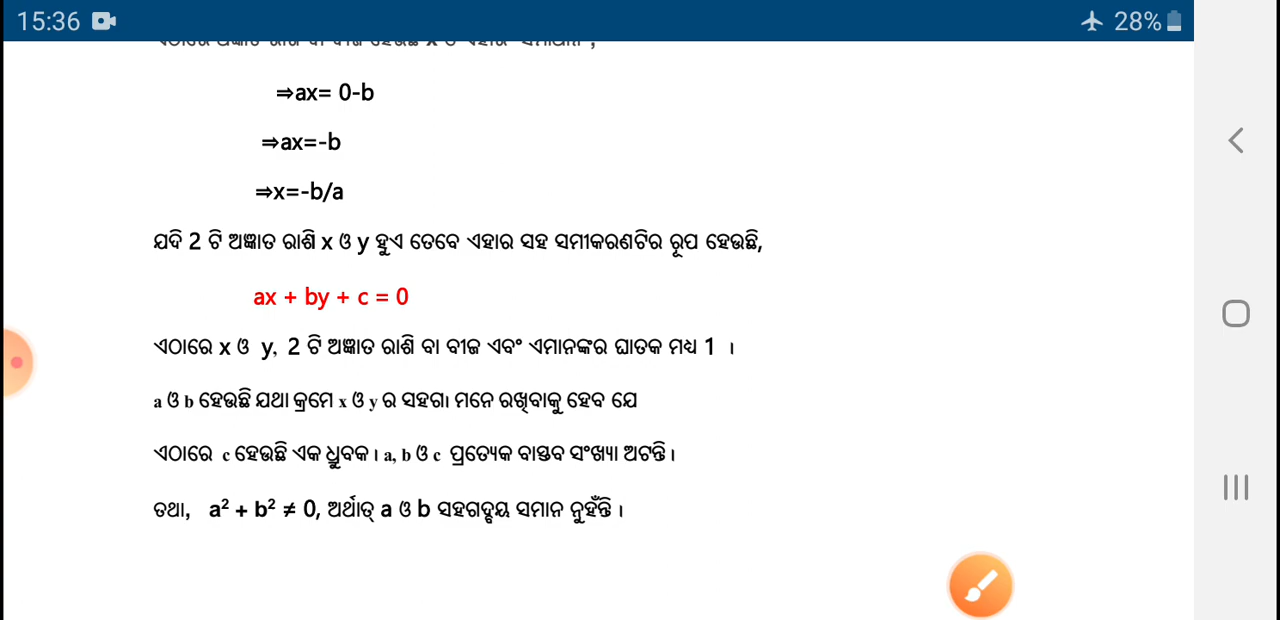 15:36 28%
⇒ax= 0-b
⇒ax=-b
⇒x=-b/a
ଯଦି 2 ଟି ଅଜ୍ଞାତ ରାଶି x ଓ y ହୁଏ ତେବେ ଏହାର ସହ ସମୀକରଣଟିର ରୂପ ହେଉଛି,
ax + by + c = 0
ଏଠାରେ x ଓ y, 2 ଟି ଅଜ୍ଞାତ ରାଶି ବା ବୀଜ ଏବଂ ଏମାନଙ୍କର ଘାତକ ମଧ୍ୟ 1 ।
a ଓ b ହେଉଛି ଯଥା କ୍ରମେ x ଓ y ର ସହଗ। ମନେ ରଖିବାକୁ ହେବ ଯେ
ଏଠାରେ c ହେଉଛି ଏକ ଧ୍ରୁବକ। a, b ଓ c ପ୍ରତ୍ୟେକ ବାସ୍ତବ ସଂଖ୍ୟା ଅଟନ୍ତି।
ତଥା, a² + b² ≠ 0, ଅର୍ଥାତ୍ a ଓ b ସହଗଦ୍ବୟ ସମାନ ନୁହଁନ୍ତି।